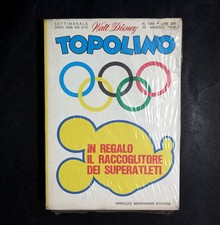 SETTIMANALE
Walt Disney
TOPOLINO
IN REGALO
IL RACCOGLITORE
DEI SUPERATLETI
ARNOLDO MONDADORI EDITORE